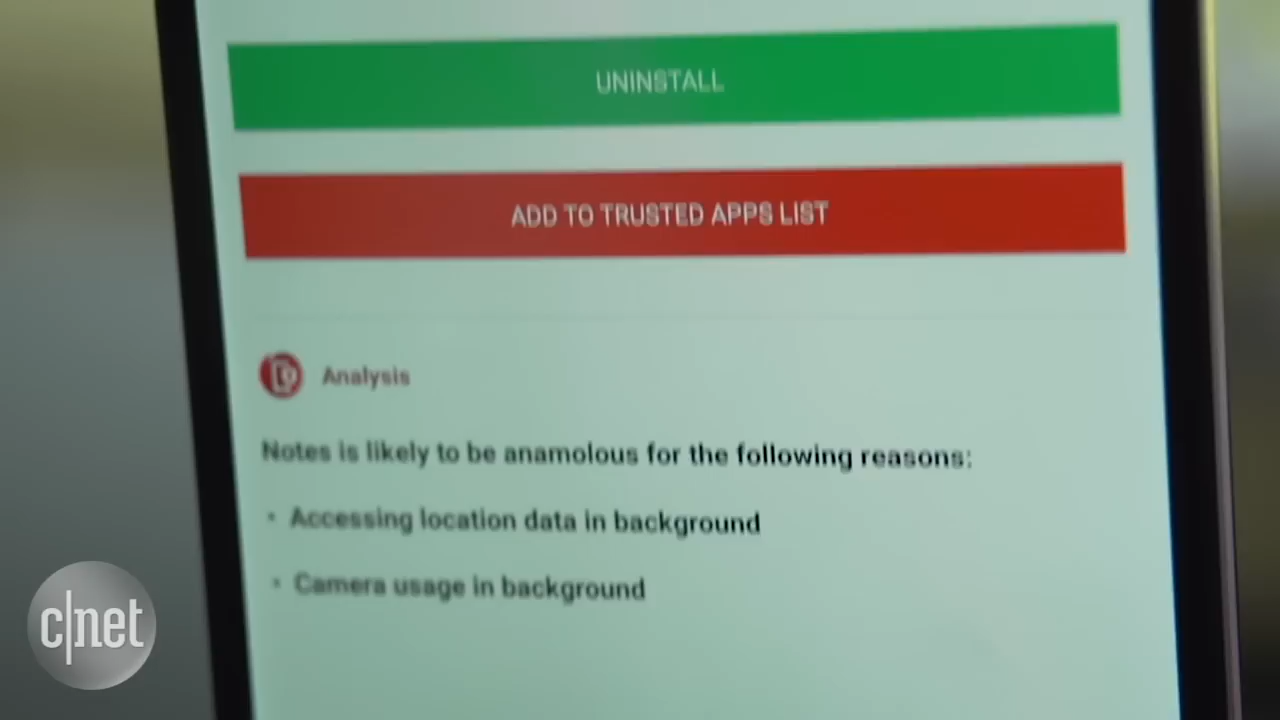 UNINSTALL
ADD TO TRUSTED APPS LIST
Analysis
Notes is likely to be anamolous for the following reasons:
• Accessing location data in background
• Camera usage in background
c|net